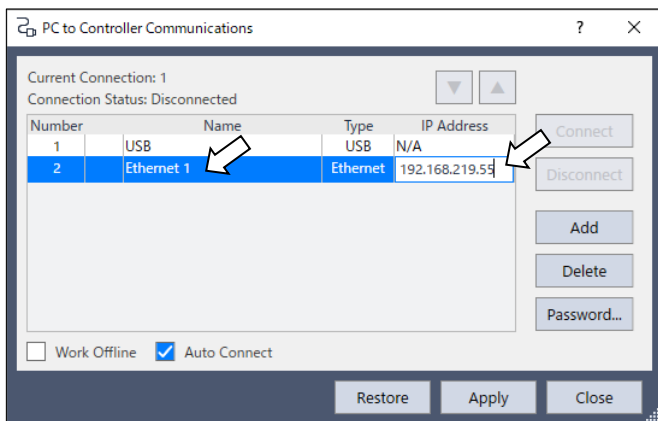 PC to Controller Communications ? ×
Current Connection: 1
Connection Status: Disconnected
Number Name Type IP Address
1 USB USB N/A
2 Ethernet 1 Ethernet 192.168.219.55
Connect
Disconnect
Add
Delete
Password...
Work Offline Auto Connect
Restore Apply Close